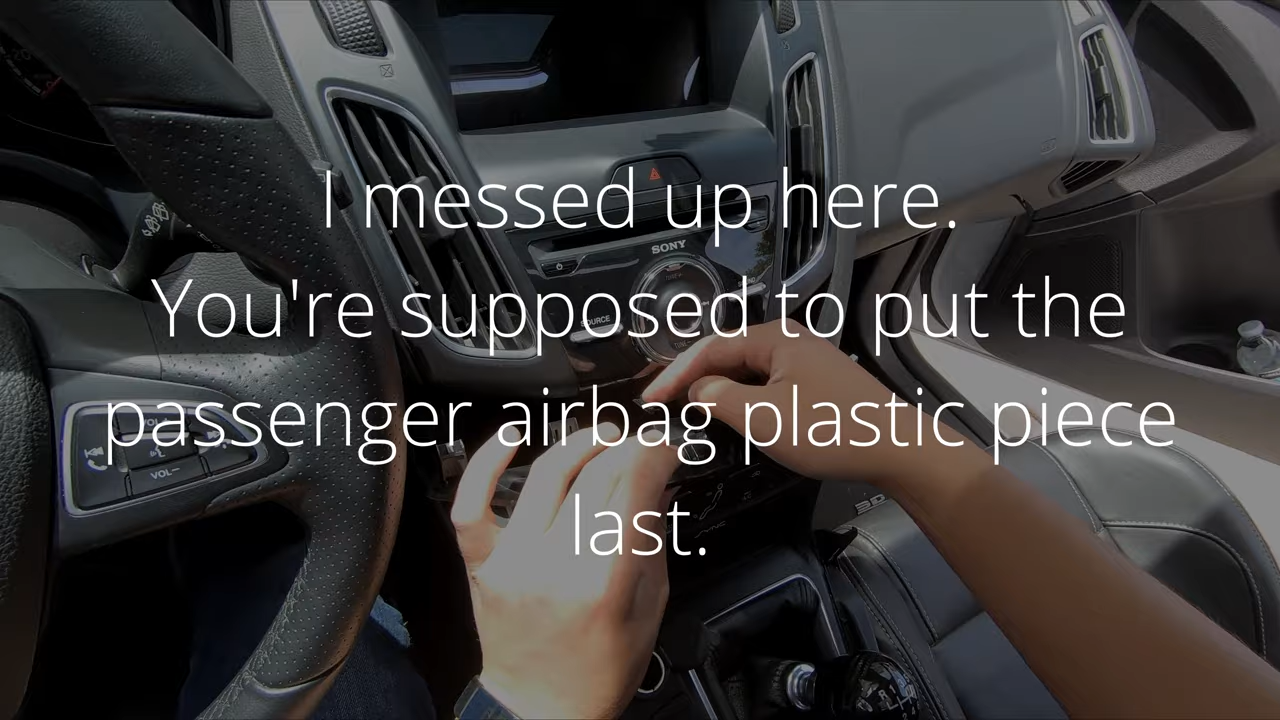 I messed up here.
You're supposed to put the
passenger airbag plastic piece
last.
SONY
SOURCE
VOL-